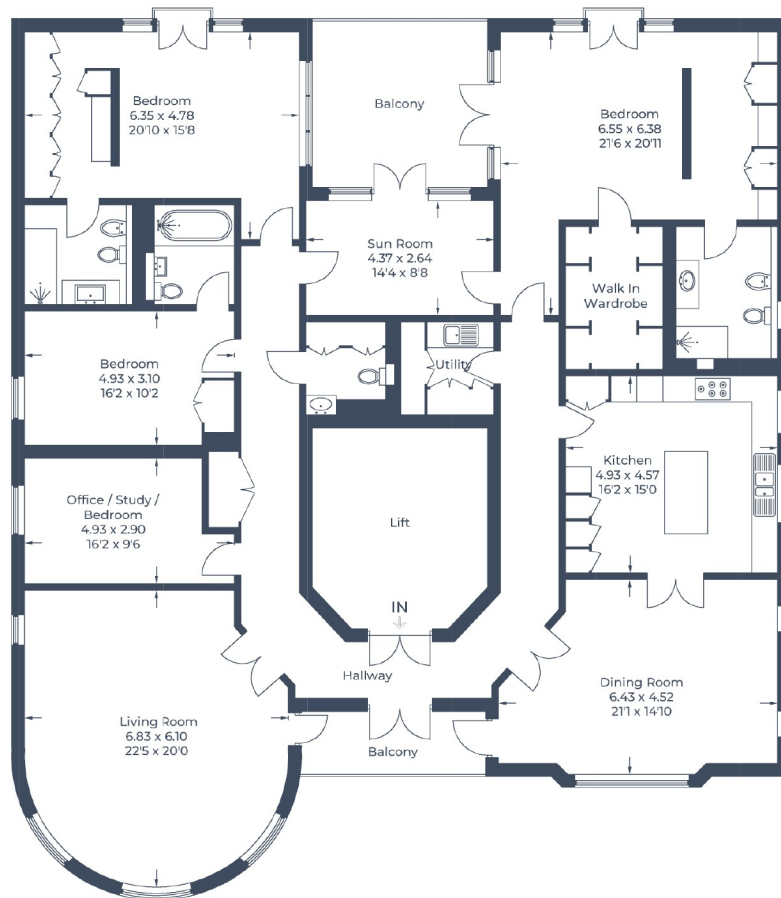 Bedroom
6.35 x 4.78
20'10 x 15'8
Balcony
Bedroom
6.55 x 6.38
21'6 x 20'11
Sun Room
4.37 x 2.64
14'4 x 8'8
Walk In
Wardrobe
Bedroom
4.93 x 3.10
16'2 x 10'2
Utility
Kitchen
4.93 x 4.57
16'2 x 15'0
Office / Study /
Bedroom
4.93 x 2.90
16'2 x 9'6
Lift
IN
Hallway
Living Room
6.83 x 6.10
22'5 x 20'0
Balcony
Dining Room
6.43 x 4.52
21'1 x 14'10